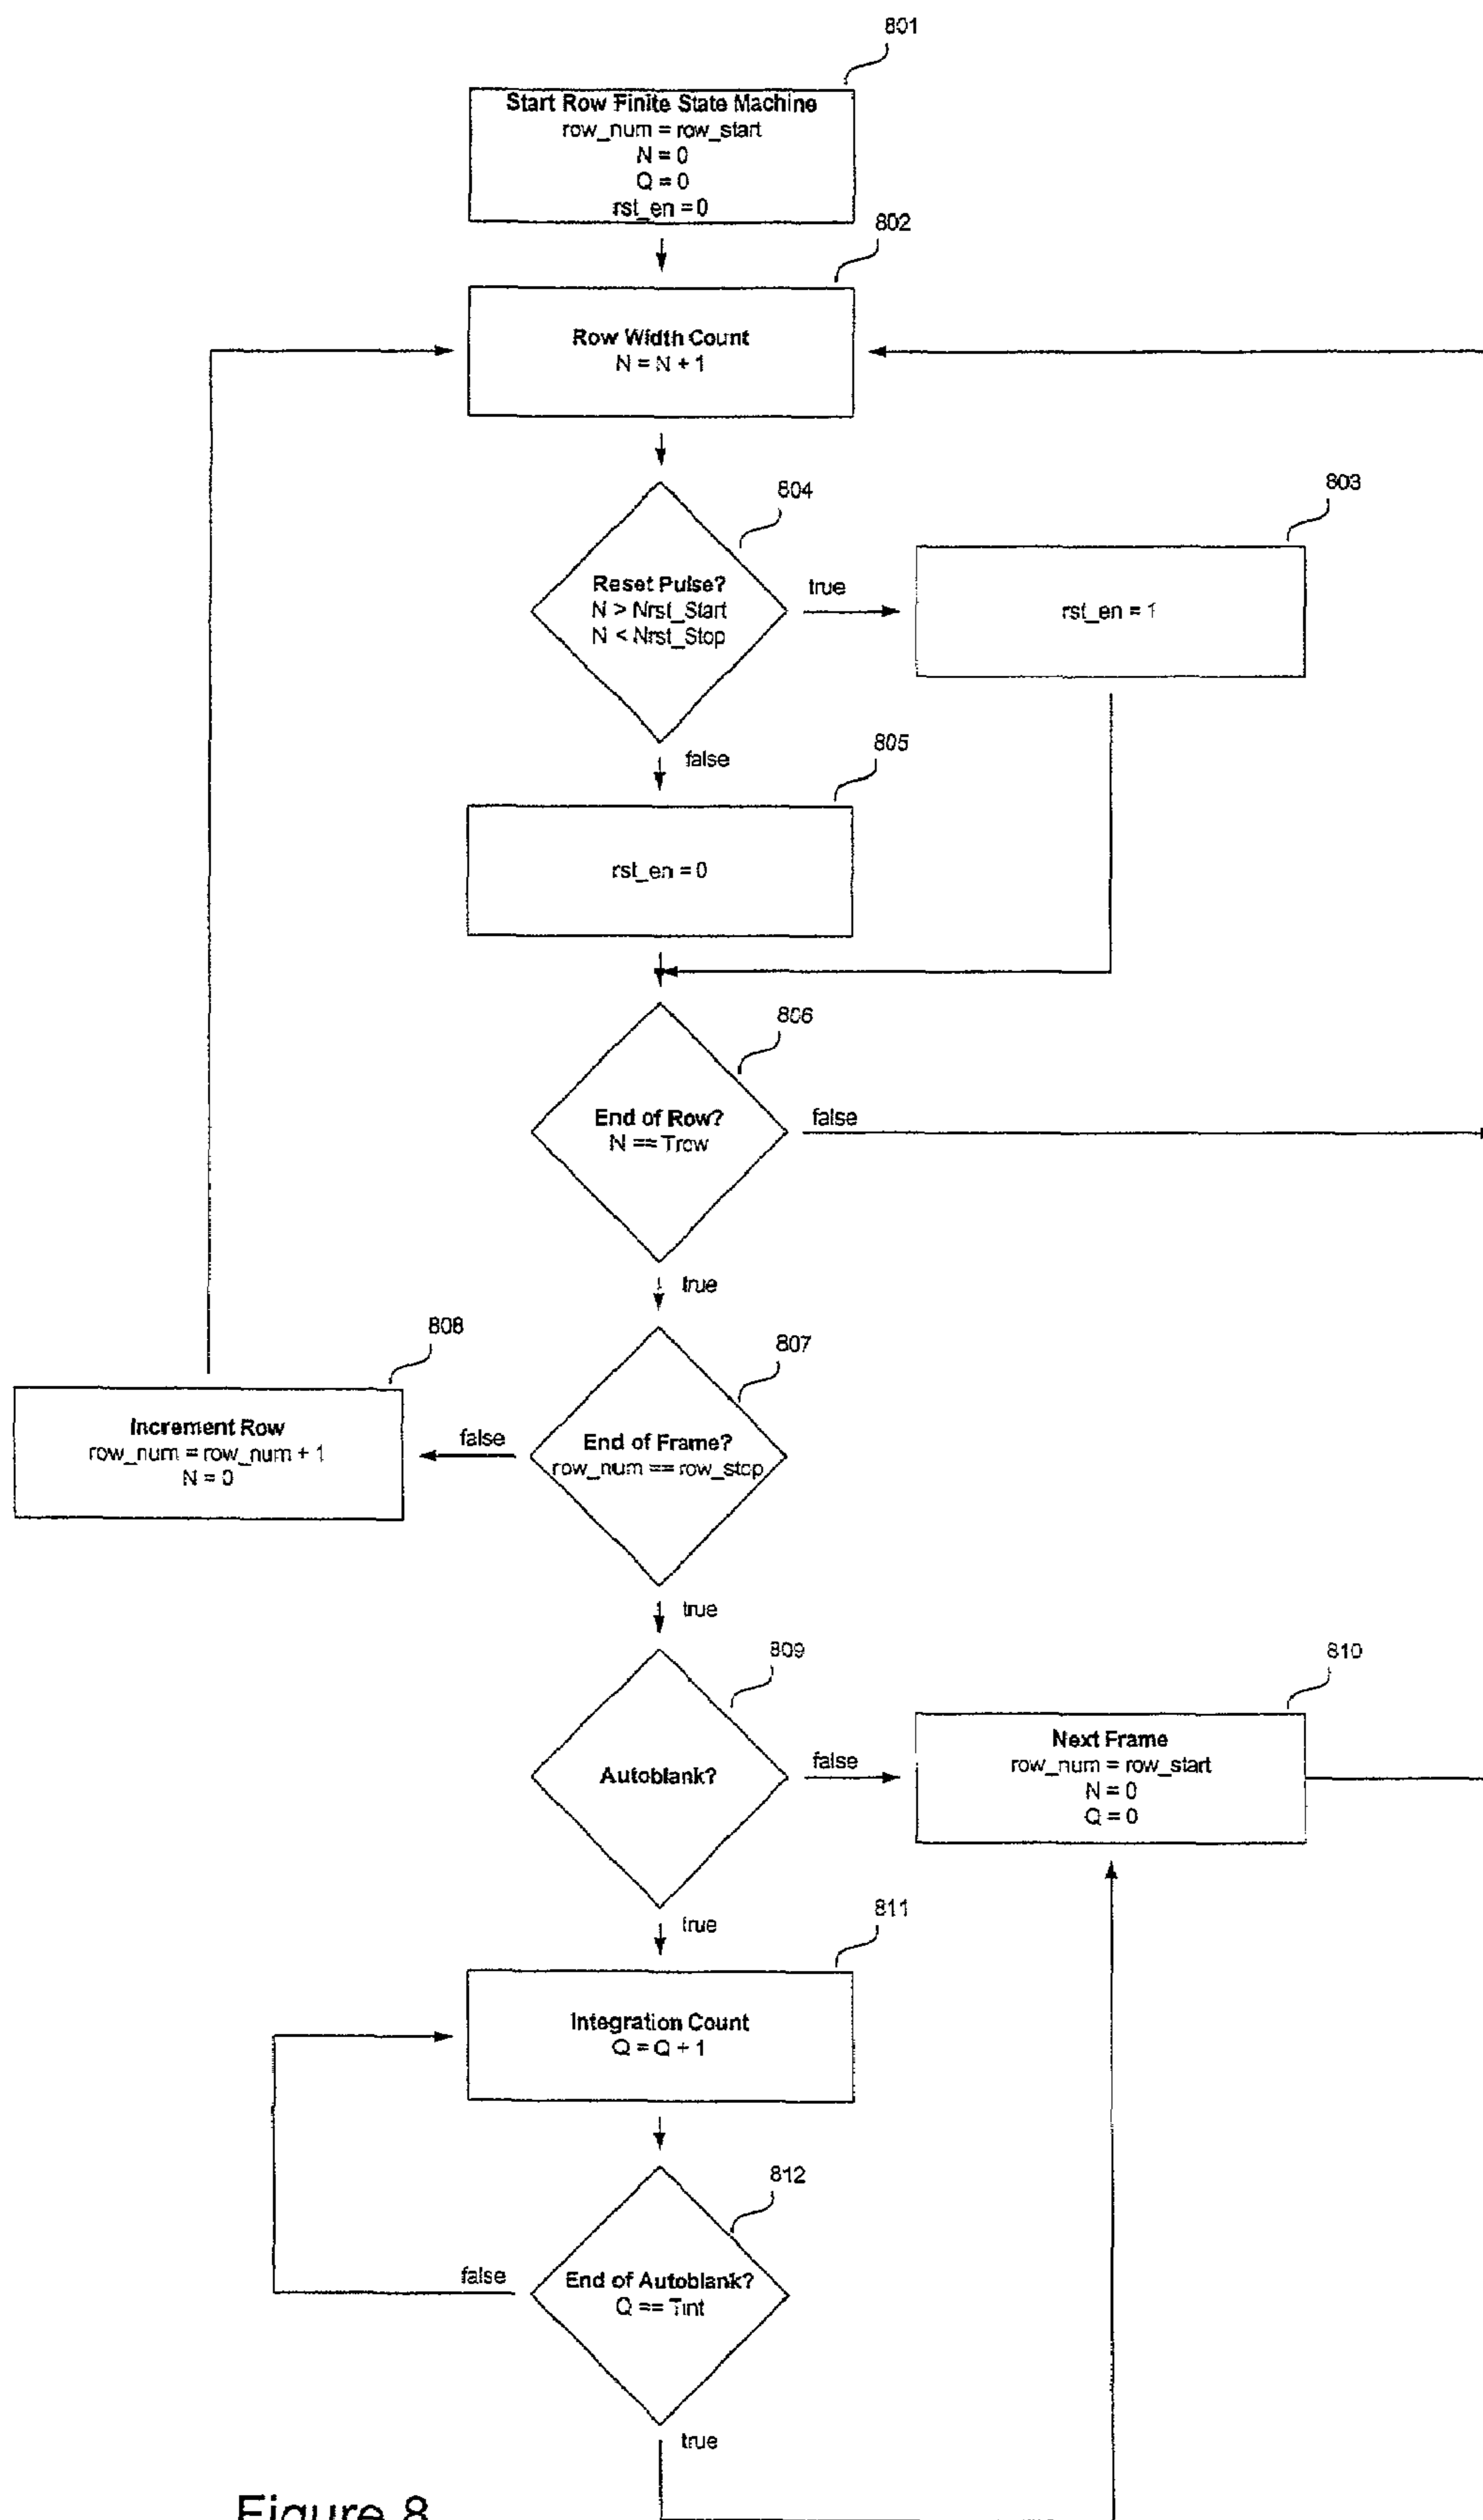 801
Start Row Finite State Machine
row_num = row_start
N = 0
Q = 0
rst_en = 0
802
Row Width Count
N = N + 1
804
803
Reset Pulse?
N > Nrst_Start
N < Nrst_Stop
true
rst_en = 1
false
805
rst_en = 0
806
End of Row?
N == Trow
false
true
808
807
Increment Row
row_num = row_num + 1
N = 0
false
End of Frame?
row_num == row_stop
true
809
810
Autoblank?
false
Next Frame
row_num = row_start
N = 0
Q = 0
true
811
Integration Count
Q = Q + 1
812
false
End of Autoblank?
Q == Tint
true
Figure 8